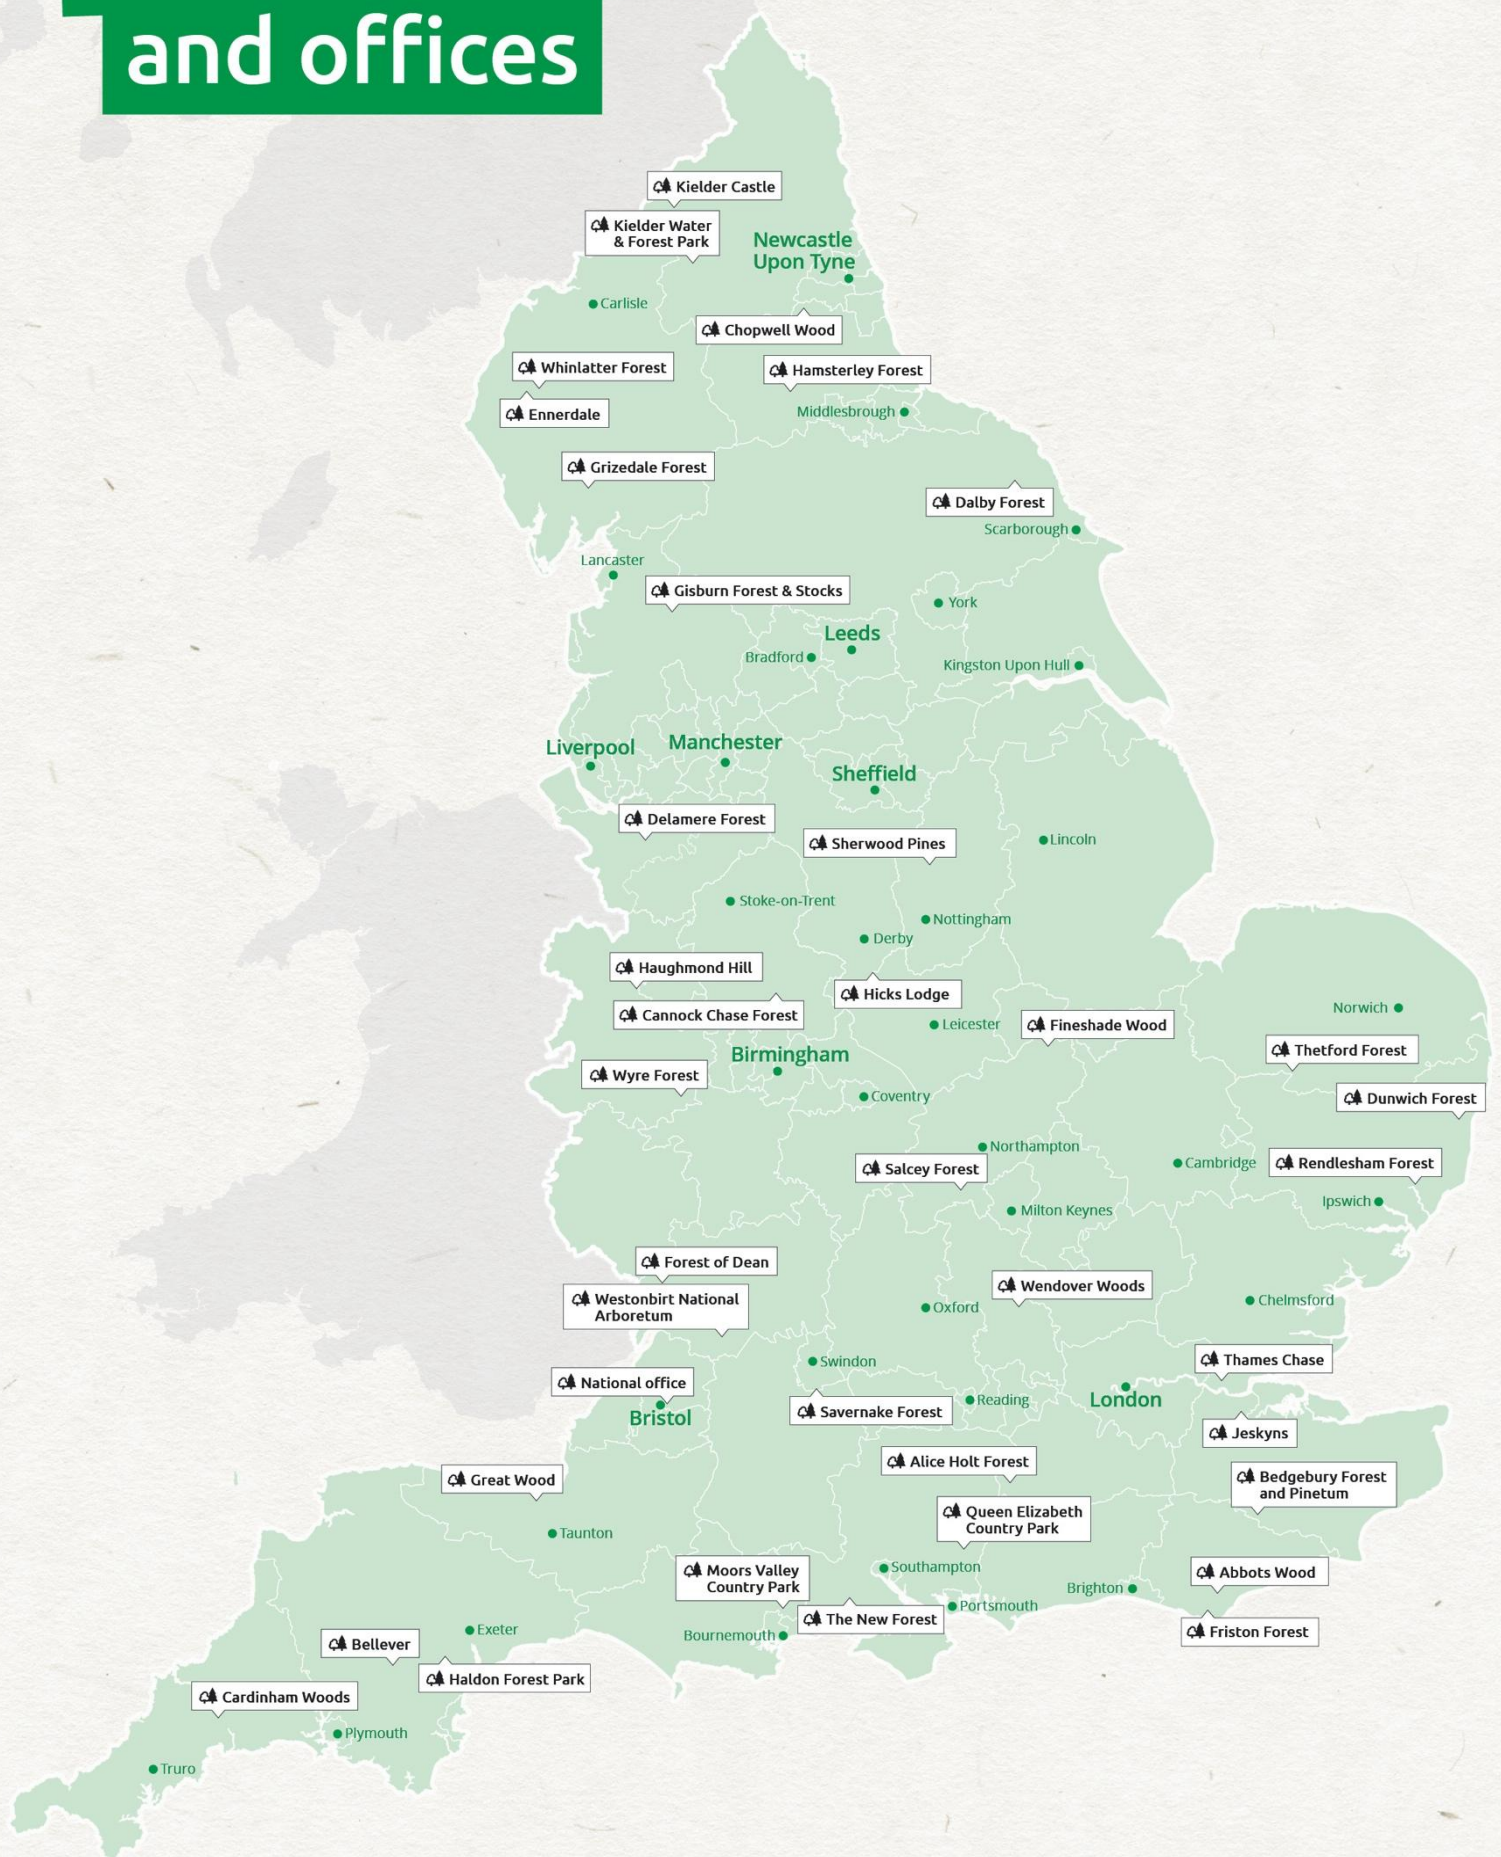 and offices
Kielder Castle
Kielder Water
& Forest Park
Newcastle
Upon Tyne
Carlisle
Chopwell Wood
Whinlatter Forest
Hamsterley Forest
Ennerdale
Middlesbrough
Grizedale Forest
Dalby Forest
Scarborough
Lancaster
Gisburn Forest & Stocks
York
Leeds
Bradford
Kingston Upon Hull
Liverpool
Manchester
Sheffield
Delamere Forest
Sherwood Pines
Lincoln
Stoke-on-Trent
Nottingham
Derby
Haughmond Hill
Hicks Lodge
Cannock Chase Forest
Norwich
Leicester
Fineshade Wood
Birmingham
Thetford Forest
Wyre Forest
Coventry
Dunwich Forest
Northampton
Salcey Forest
Cambridge
Rendlesham Forest
Ipswich
Milton Keynes
Forest of Dean
Westonbirt National
Arboretum
Wendover Woods
Oxford
Chelmsford
Swindon
Thames Chase
National office
Bristol
Savernake Forest
Reading
London
Jeskyns
Alice Holt Forest
Great Wood
Bedgebury Forest
and Pinetum
Queen Elizabeth
Country Park
Taunton
Moors Valley
Country Park
Southampton
Abbots Wood
Brighton
Portsmouth
The New Forest
Bournemouth
Friston Forest
Exeter
Bellever
Haldon Forest Park
Cardinham Woods
Plymouth
Truro